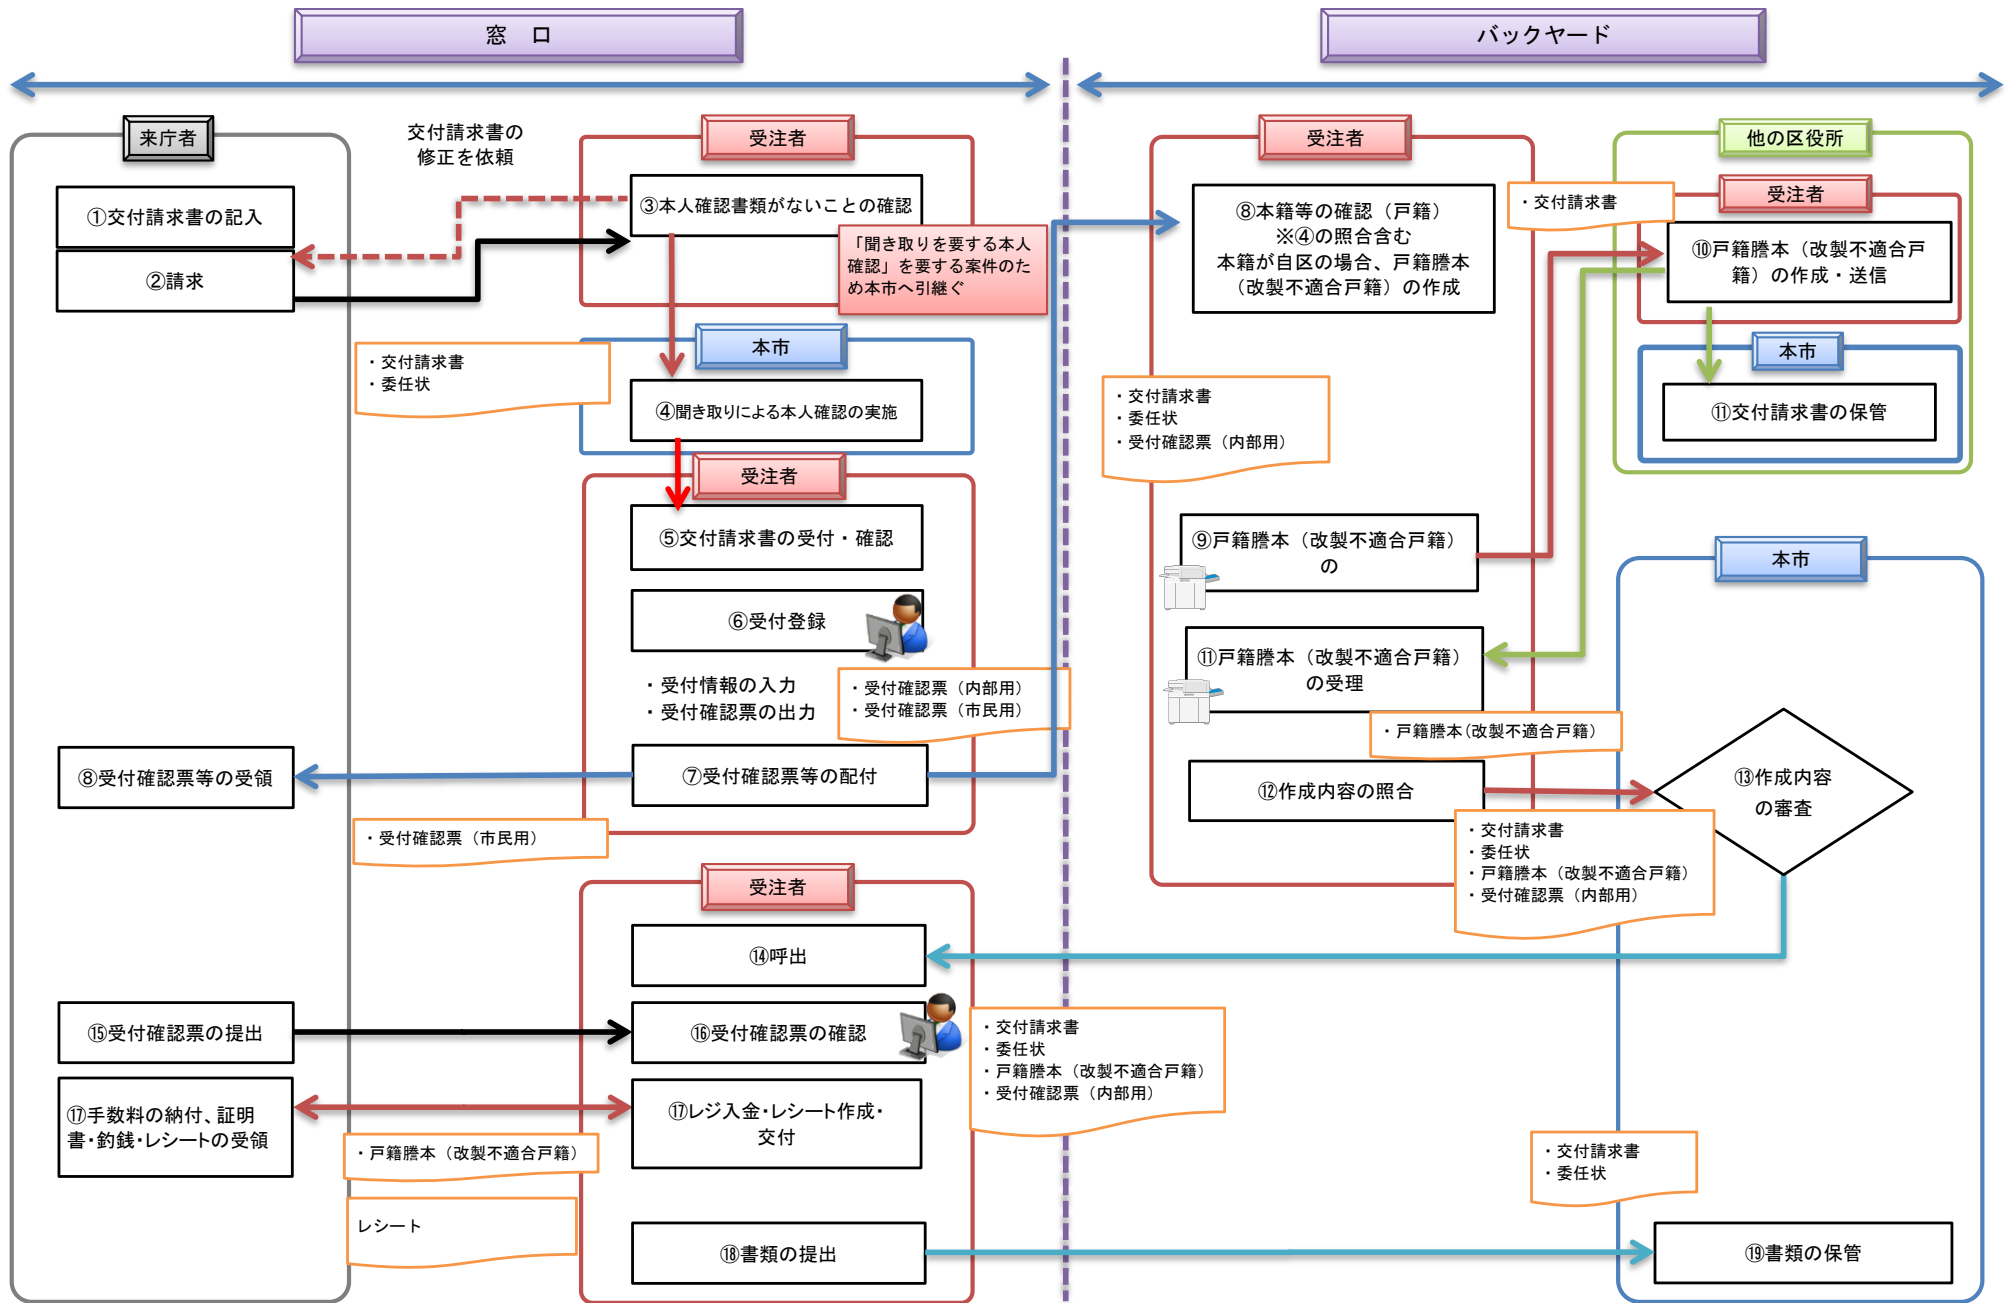 窓　口
バックヤード
来庁者
交付請求書の
修正を依頼
①交付請求書の記入
②請求
受注者
③本人確認書類がないことの確認
「聞き取りを要する本人
確認」を要する案件のた
め本市へ引継ぐ
・交付請求書
・委任状
本市
④聞き取りによる本人確認の実施
受注者
⑤交付請求書の受付・確認
⑥受付登録
・受付情報の入力
・受付確認票の出力
・受付確認票（内部用）
・受付確認票（市民用）
⑦受付確認票等の配付
⑧受付確認票等の受領
・受付確認票（市民用）
受注者
⑧本籍等の確認（戸籍）
※④の照合含む
本籍が自区の場合、戸籍謄本
（改製不適合戸籍）の作成
・交付請求書
・委任状
・受付確認票（内部用）
⑨戸籍謄本（改製不適合戸籍）
の
⑪戸籍謄本（改製不適合戸籍）
の受理
・戸籍謄本(改製不適合戸籍)
⑫作成内容の照合
・交付請求書
・委任状
・戸籍謄本（改製不適合戸籍）
・受付確認票（内部用）
他の区役所
・交付請求書
受注者
⑩戸籍謄本（改製不適合戸
籍）の作成・送信
本市
⑪交付請求書の保管
本市
⑬作成内容
の審査
受注者
⑭呼出
⑮受付確認票の提出
⑯受付確認票の確認
・交付請求書
・委任状
・戸籍謄本（改製不適合戸籍）
・受付確認票（内部用）
⑰手数料の納付、証明
書・釣銭・レシートの受領
⑰レジ入金・レシート作成・
交付
・戸籍謄本（改製不適合戸籍）
レシート
⑱書類の提出
・交付請求書
・委任状
⑲書類の保管